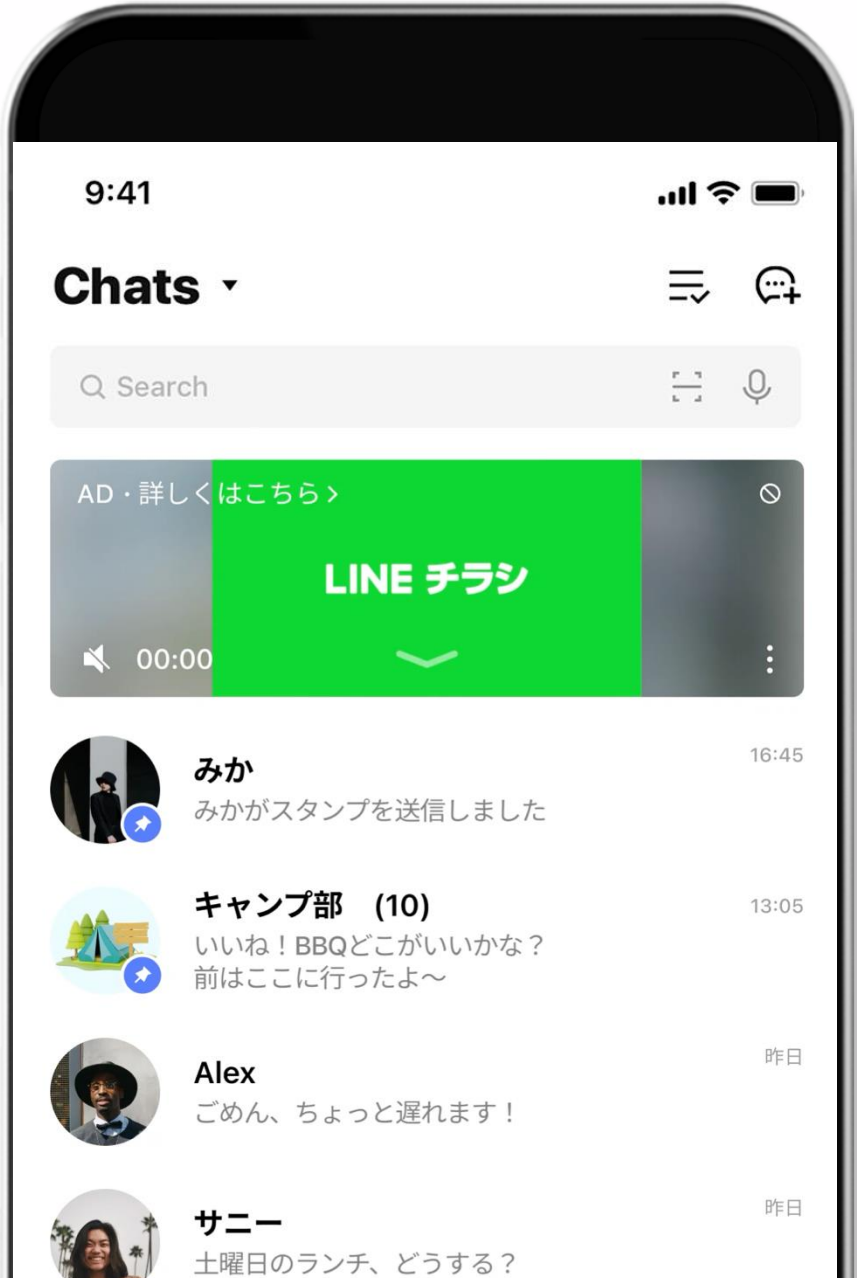 9:41
Chats
Search
AD・詳しくはこちら
LINE チラシ
00:00
みか
16:45
みかがスタンプを送信しました
キャンプ部 (10)
13:05
いいね！BBQどこがいいかな？
前はここに行ったよ〜
Alex
昨日
ごめん、ちょっと遅れます！
サニー
昨日
土曜日のランチ、どうする？